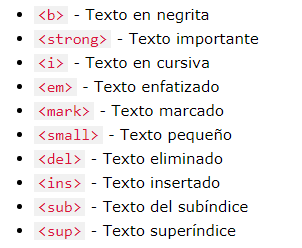 <b> - Texto en negrita
<strong> - Texto importante
<i> - Texto en cursiva
<em> - Texto enfatizado
<mark> - Texto marcado
<small> - Texto pequeño
<del> - Texto eliminado
<ins> - Texto insertado
<sub> - Texto del subíndice
<sup> - Texto superíndice